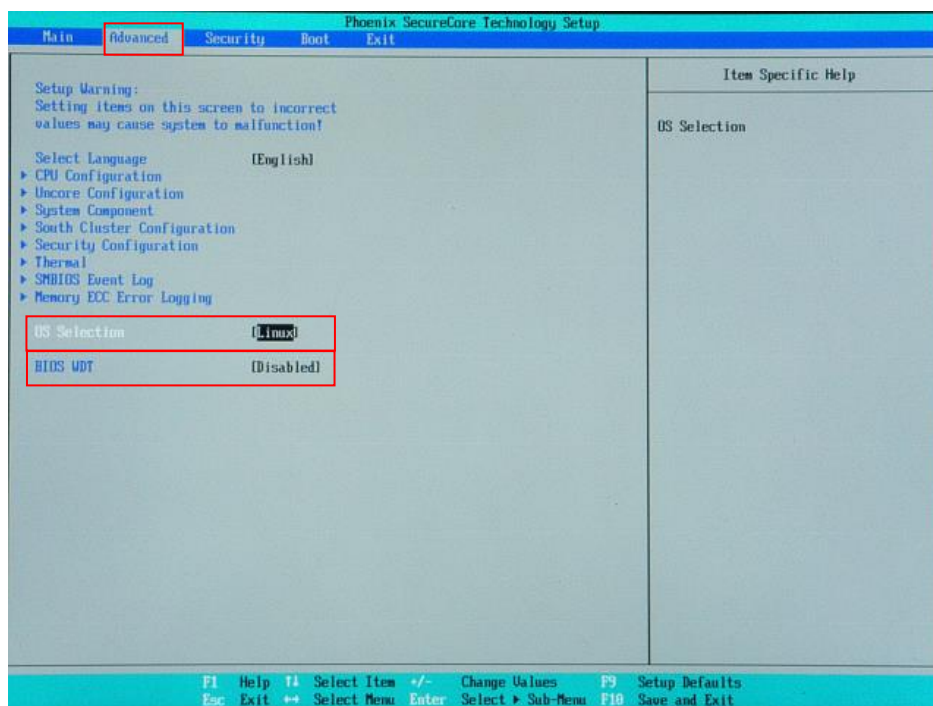 Phoenix SecureCore Technology Setup
Main Advanced Security Boot Exit
Item Specific Help
Setup Warning:
Setting items on this screen to incorrect
values may cause system to malfunction!
OS Selection
Select Language [English]
▶ CPU Configuration
▶ Uncore Configuration
▶ System Component
▶ South Cluster Configuration
▶ Security Configuration
▶ Thermal
▶ SMBIOS Event Log
▶ Memory ECC Error Logging
OS Selection [Linux]
BIOS WDT [Disabled]
F1 Help ↑↓ Select Item +/- Change Values F9 Setup Defaults
Esc Exit ↔ Select Menu Enter Select ▶ Sub-Menu F10 Save and Exit